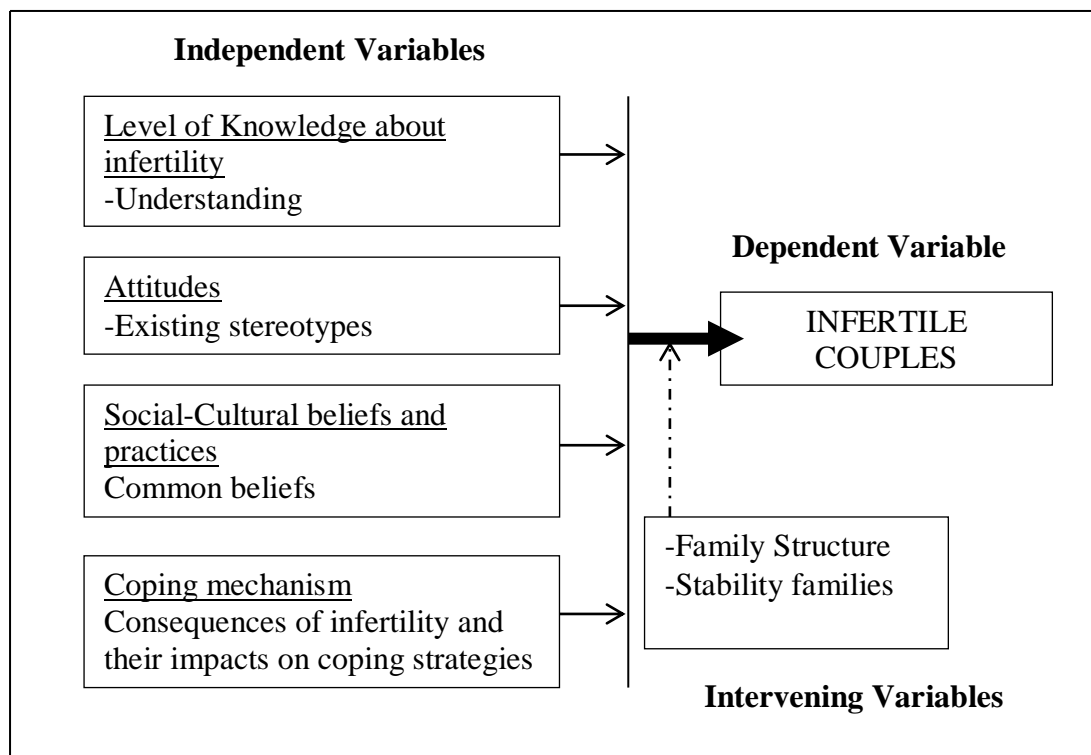 Independent Variables
Level of Knowledge about
infertility
-Understanding
Attitudes
-Existing stereotypes
Social-Cultural beliefs and
practices
Common beliefs
Coping mechanism
Consequences of infertility and
their impacts on coping strategies
Dependent Variable
INFERTILE
COUPLES
-Family Structure
-Stability families
Intervening Variables